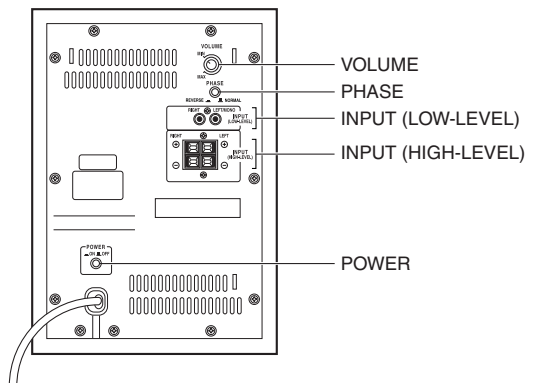 VOLUME
MIN
MAX
PHASE
REVERSE NORMAL
RIGHT LEFT/MONO
INPUT
(LOW-LEVEL)
RIGHT LEFT
INPUT
(HIGH-LEVEL)
POWER
ON OFF
VOLUME
PHASE
INPUT (LOW-LEVEL)
INPUT (HIGH-LEVEL)
POWER